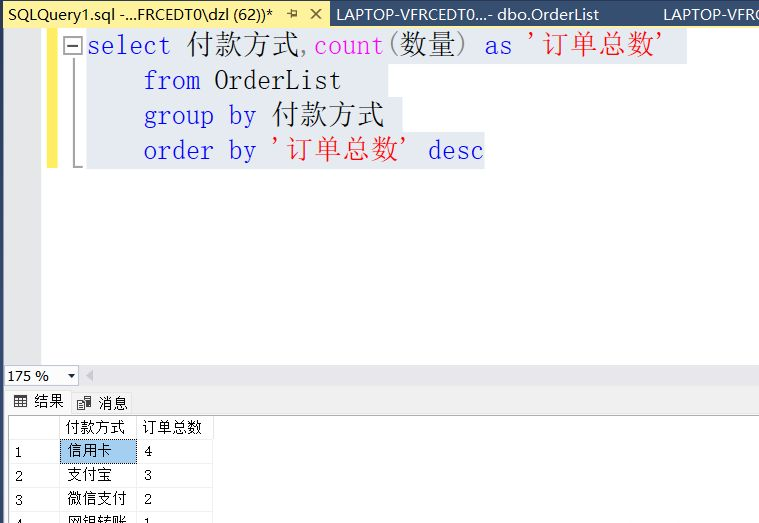 SQLQuery1.sql -...FRCEDT0\dzl (62))* LAPTOP-VFRCEDT0...- dbo.OrderList LAPTOP-VFR
select 付款方式,count(数量) as '订单总数'
from OrderList
group by 付款方式
order by '订单总数' desc
175 %
结果 消息
付款方式 订单总数
1 信用卡 4
2 支付宝 3
3 微信支付 2
4 网银转账 1